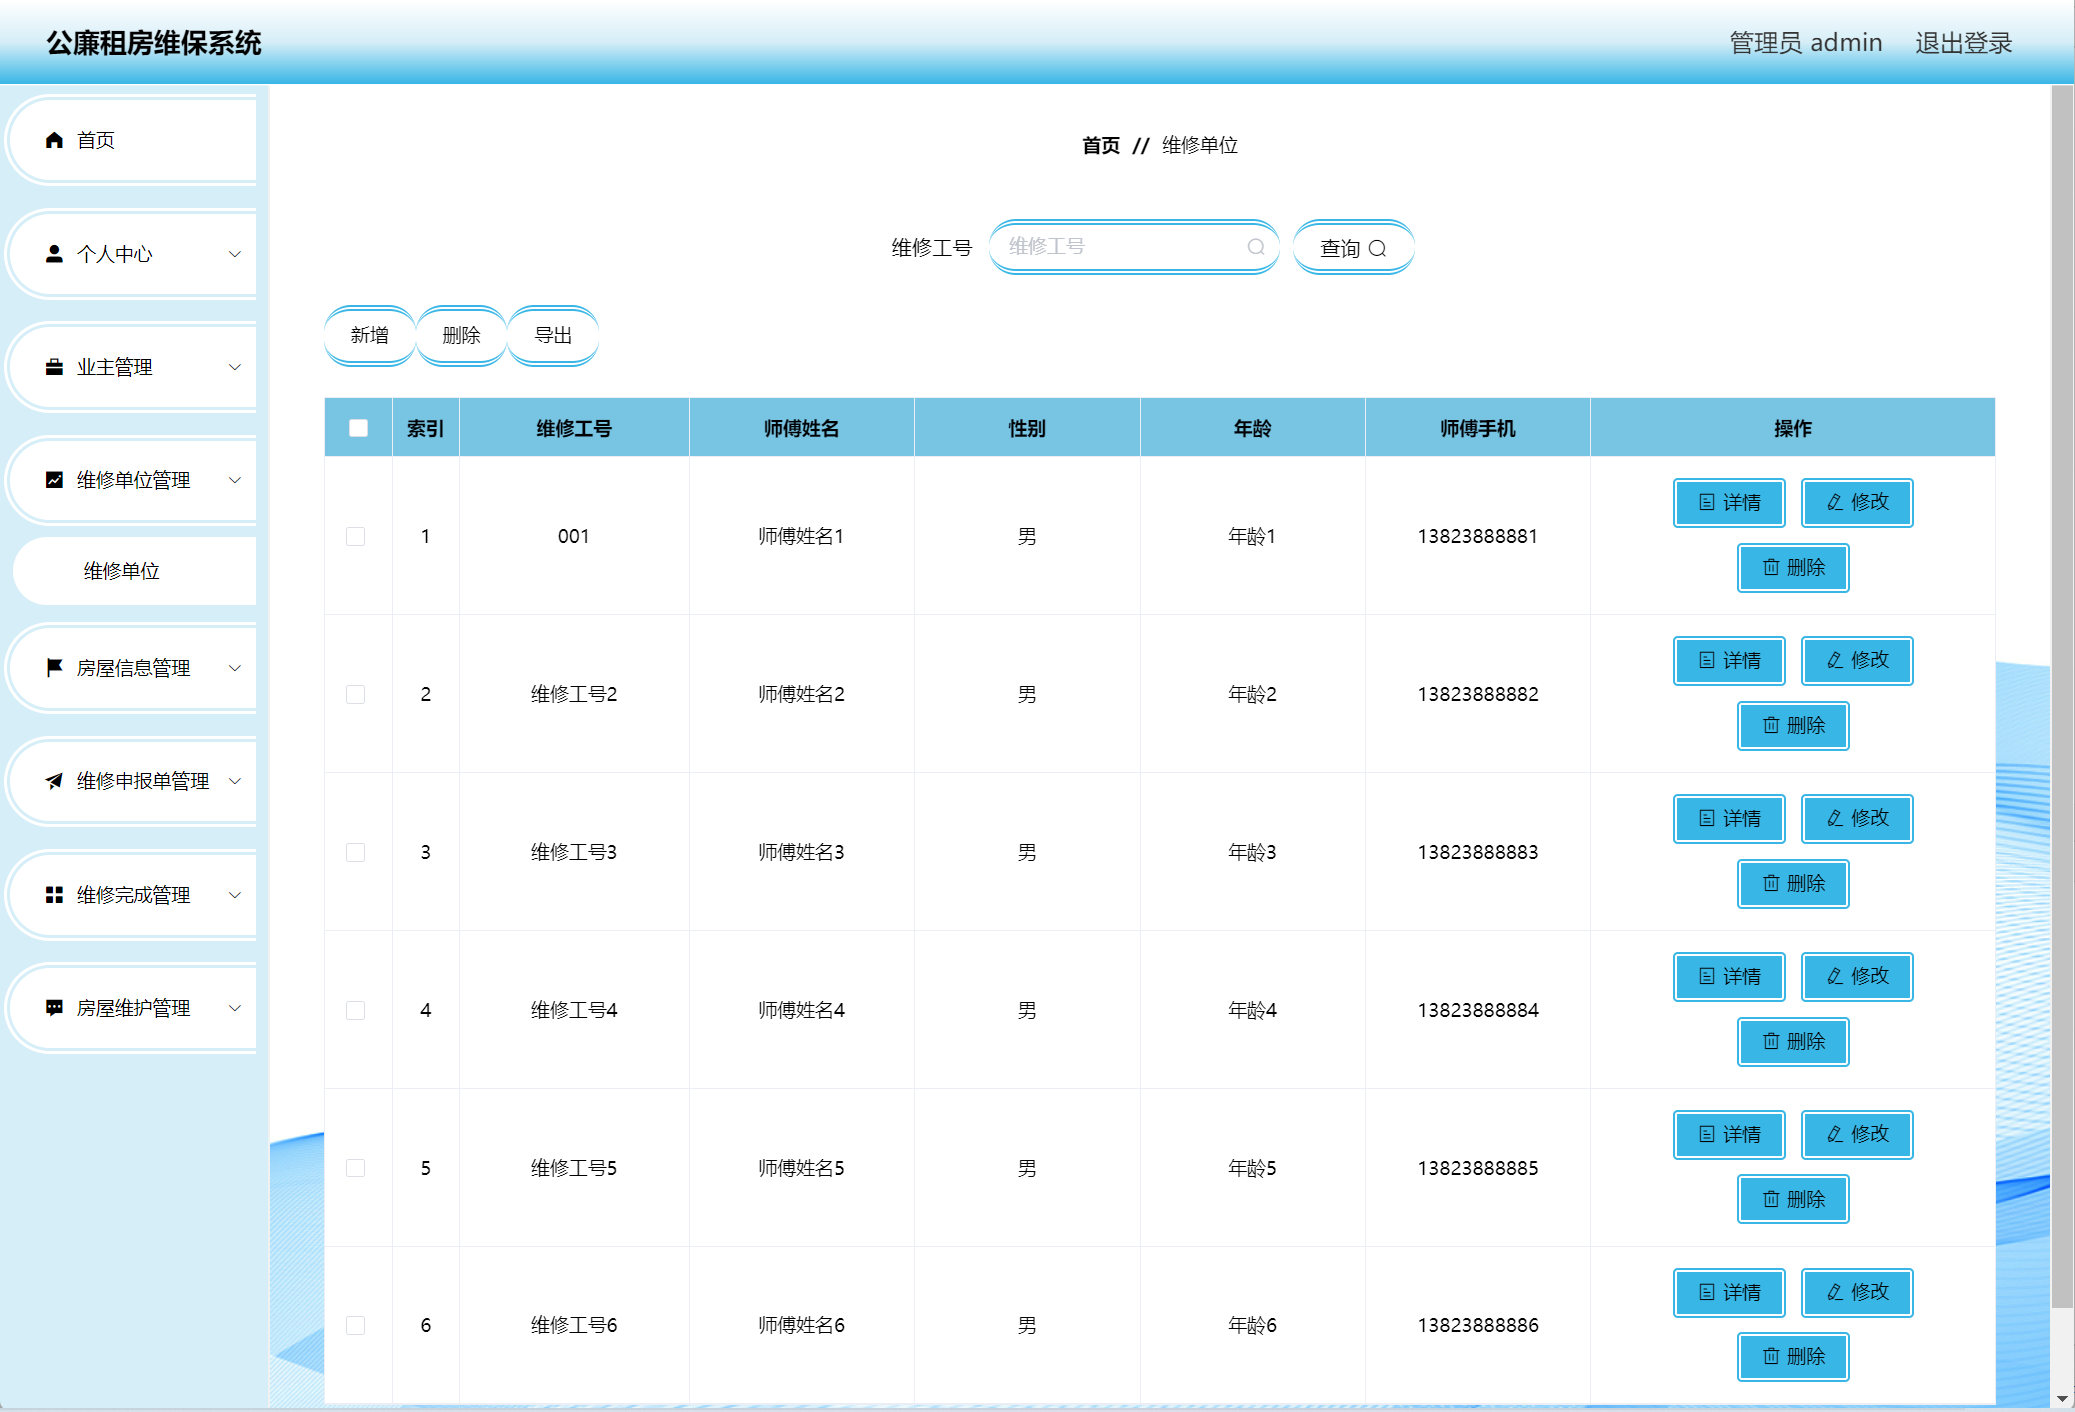 公廉租房维保系统
管理员 admin 退出登录
首页
个人中心
业主管理
维修单位管理
维修单位
房屋信息管理
维修申报单管理
维修完成管理
房屋维护管理
首页 // 维修单位
维修工号 维修工号 查询
新增 删除 导出
索引 维修工号 师傅姓名 性别 年龄 师傅手机 操作
1 001 师傅姓名1 男 年龄1 13823888881 详情 修改
删除
2 维修工号2 师傅姓名2 男 年龄2 13823888882 详情 修改
删除
3 维修工号3 师傅姓名3 男 年龄3 13823888883 详情 修改
删除
4 维修工号4 师傅姓名4 男 年龄4 13823888884 详情 修改
删除
5 维修工号5 师傅姓名5 男 年龄5 13823888885 详情 修改
删除
6 维修工号6 师傅姓名6 男 年龄6 13823888886 详情 修改
删除